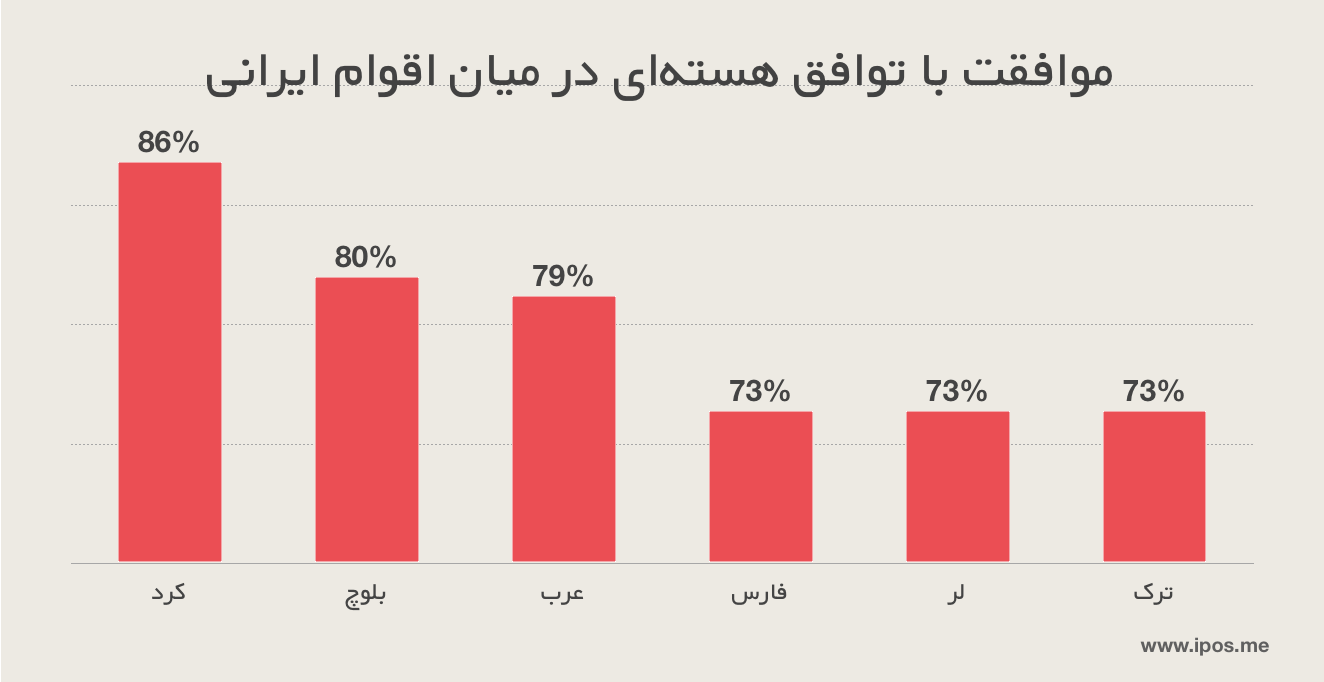 موافقت با توافق هسته‌ای در میان اقوام ایرانی
86%
80%
79%
73%
73%
73%
کرد
بلوچ
عرب
فارس
لر
ترک
www.ipos.me